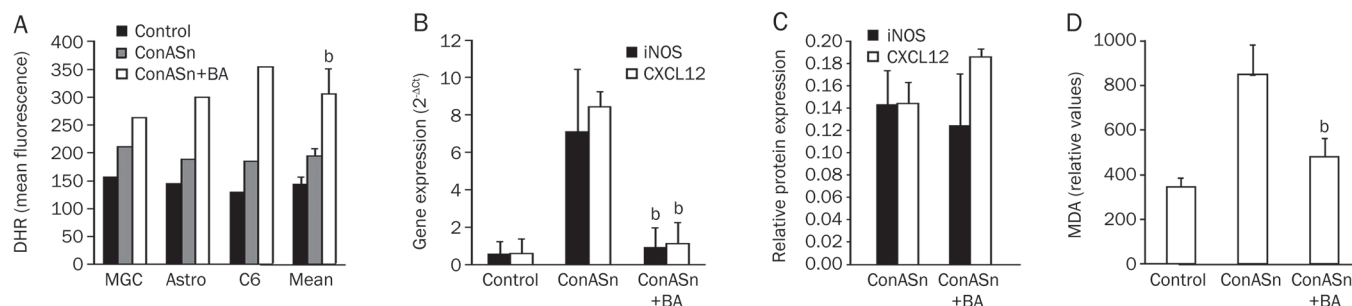 A
Control
ConASn
ConASn+BA
DHR (mean fluorescence)
400
350
300
250
200
150
100
50
0
b
MGC Astro C6 Mean
B
iNOS
CXCL12
Gene expression (2-ΔCt)
12
10
8
6
4
2
0
b b
Control ConASn ConASn
+BA
C
iNOS
CXCL12
Relative protein expression
0.20
0.18
0.16
0.14
0.12
0.10
0.08
0.06
0.04
0.02
0.00
ConASn ConASn
+BA
D
MDA (relative values)
1000
800
600
400
200
0
b
Control ConASn ConASn
+BA